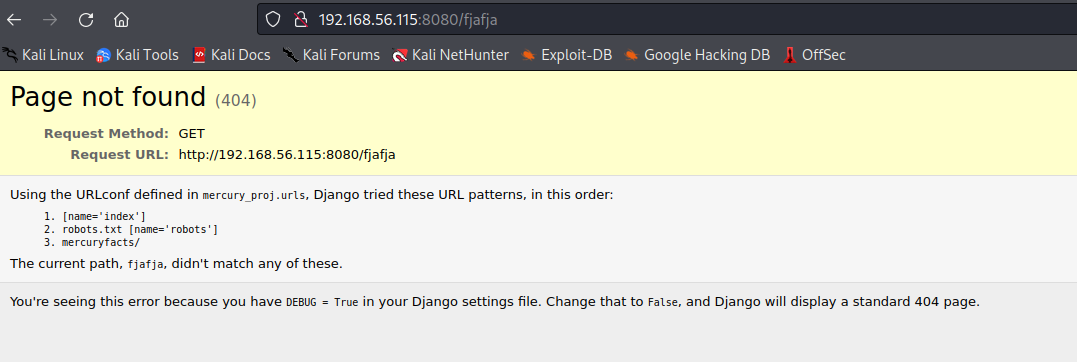 192.168.56.115:8080/fjafja
Kali Linux Kali Tools Kali Docs Kali Forums Kali NetHunter Exploit-DB Google Hacking DB OffSec
Page not found (404)
Request Method: GET
Request URL: http://192.168.56.115:8080/fjafja
Using the URLconf defined in mercury_proj.urls, Django tried these URL patterns, in this order:
1. [name='index']
2. robots.txt [name='robots']
3. mercuryfacts/
The current path, fjafja, didn't match any of these.
You're seeing this error because you have DEBUG = True in your Django settings file. Change that to False, and Django will display a standard 404 page.